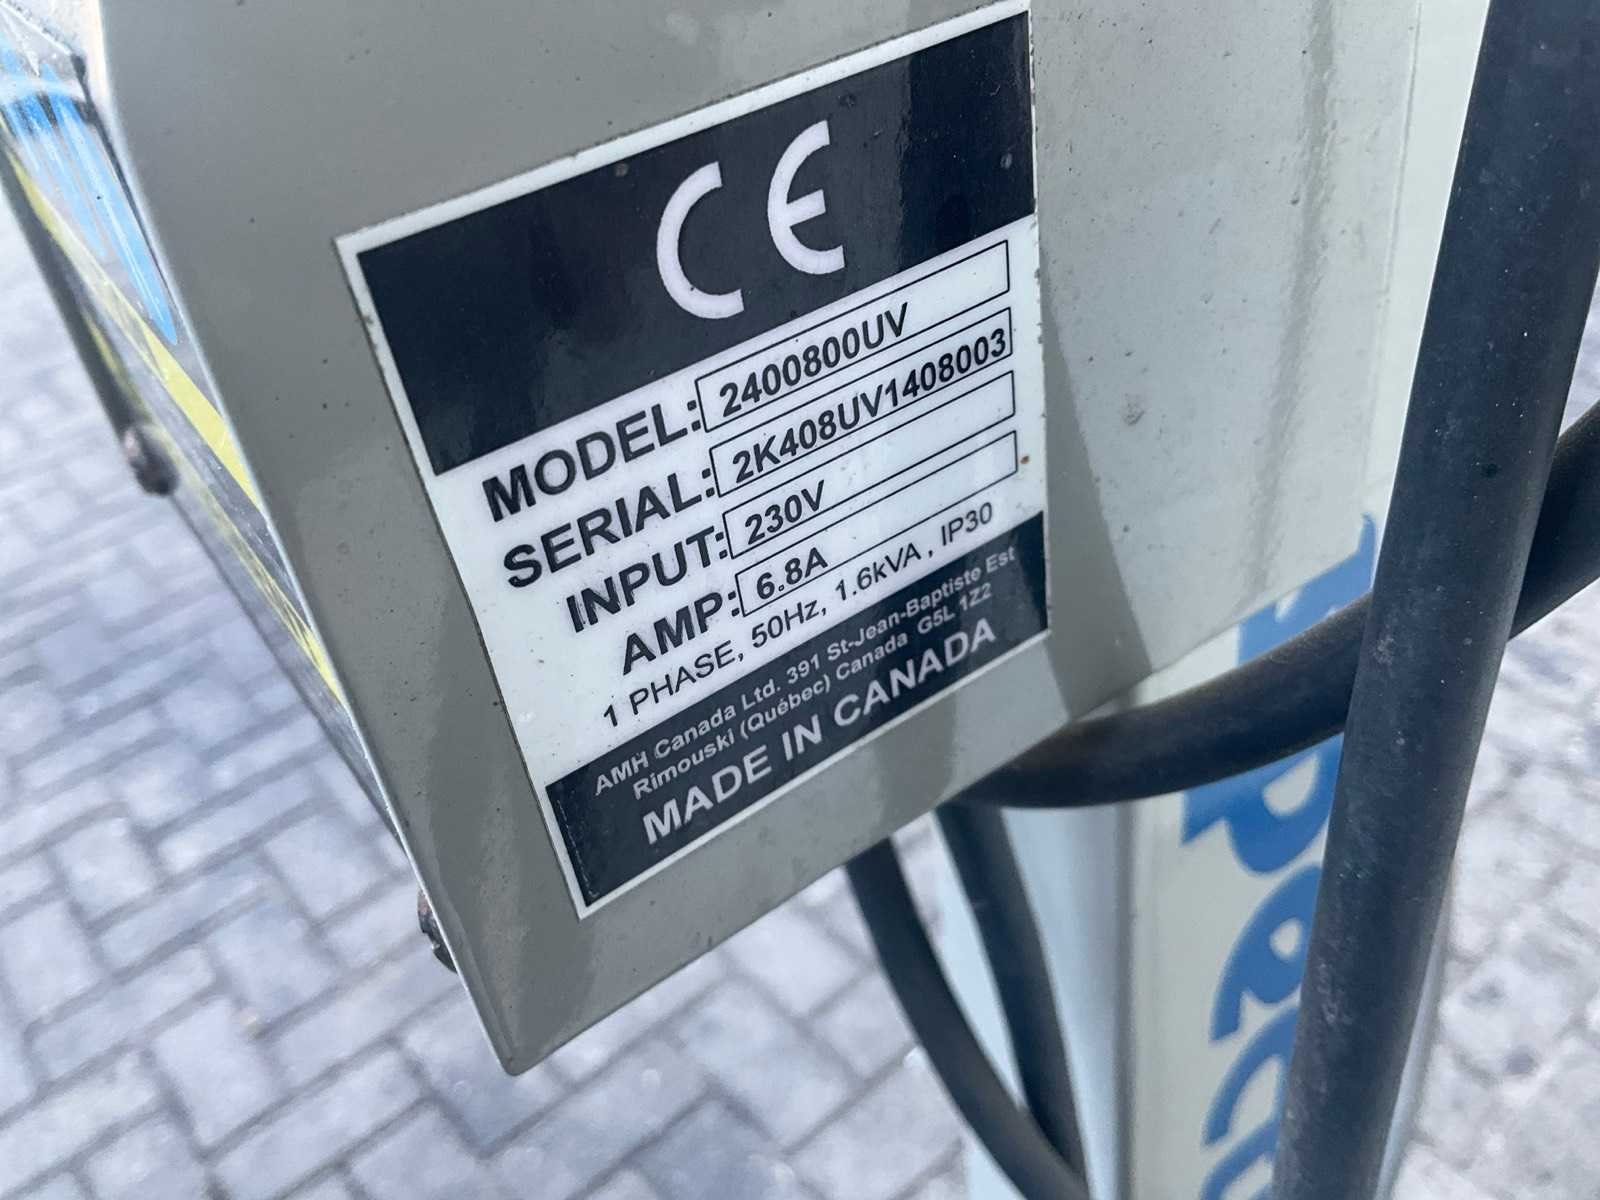 CE
MODEL: 2400800UV
SERIAL: 2K408UV1408003
INPUT: 230V
AMP: 6.8A
1 PHASE, 50Hz, 1.6kVA , IP30
AMH Canada Ltd. 391 St-Jean-Baptiste Est
Rimouski (Québec) Canada G5L 1Z2
MADE IN CANADA